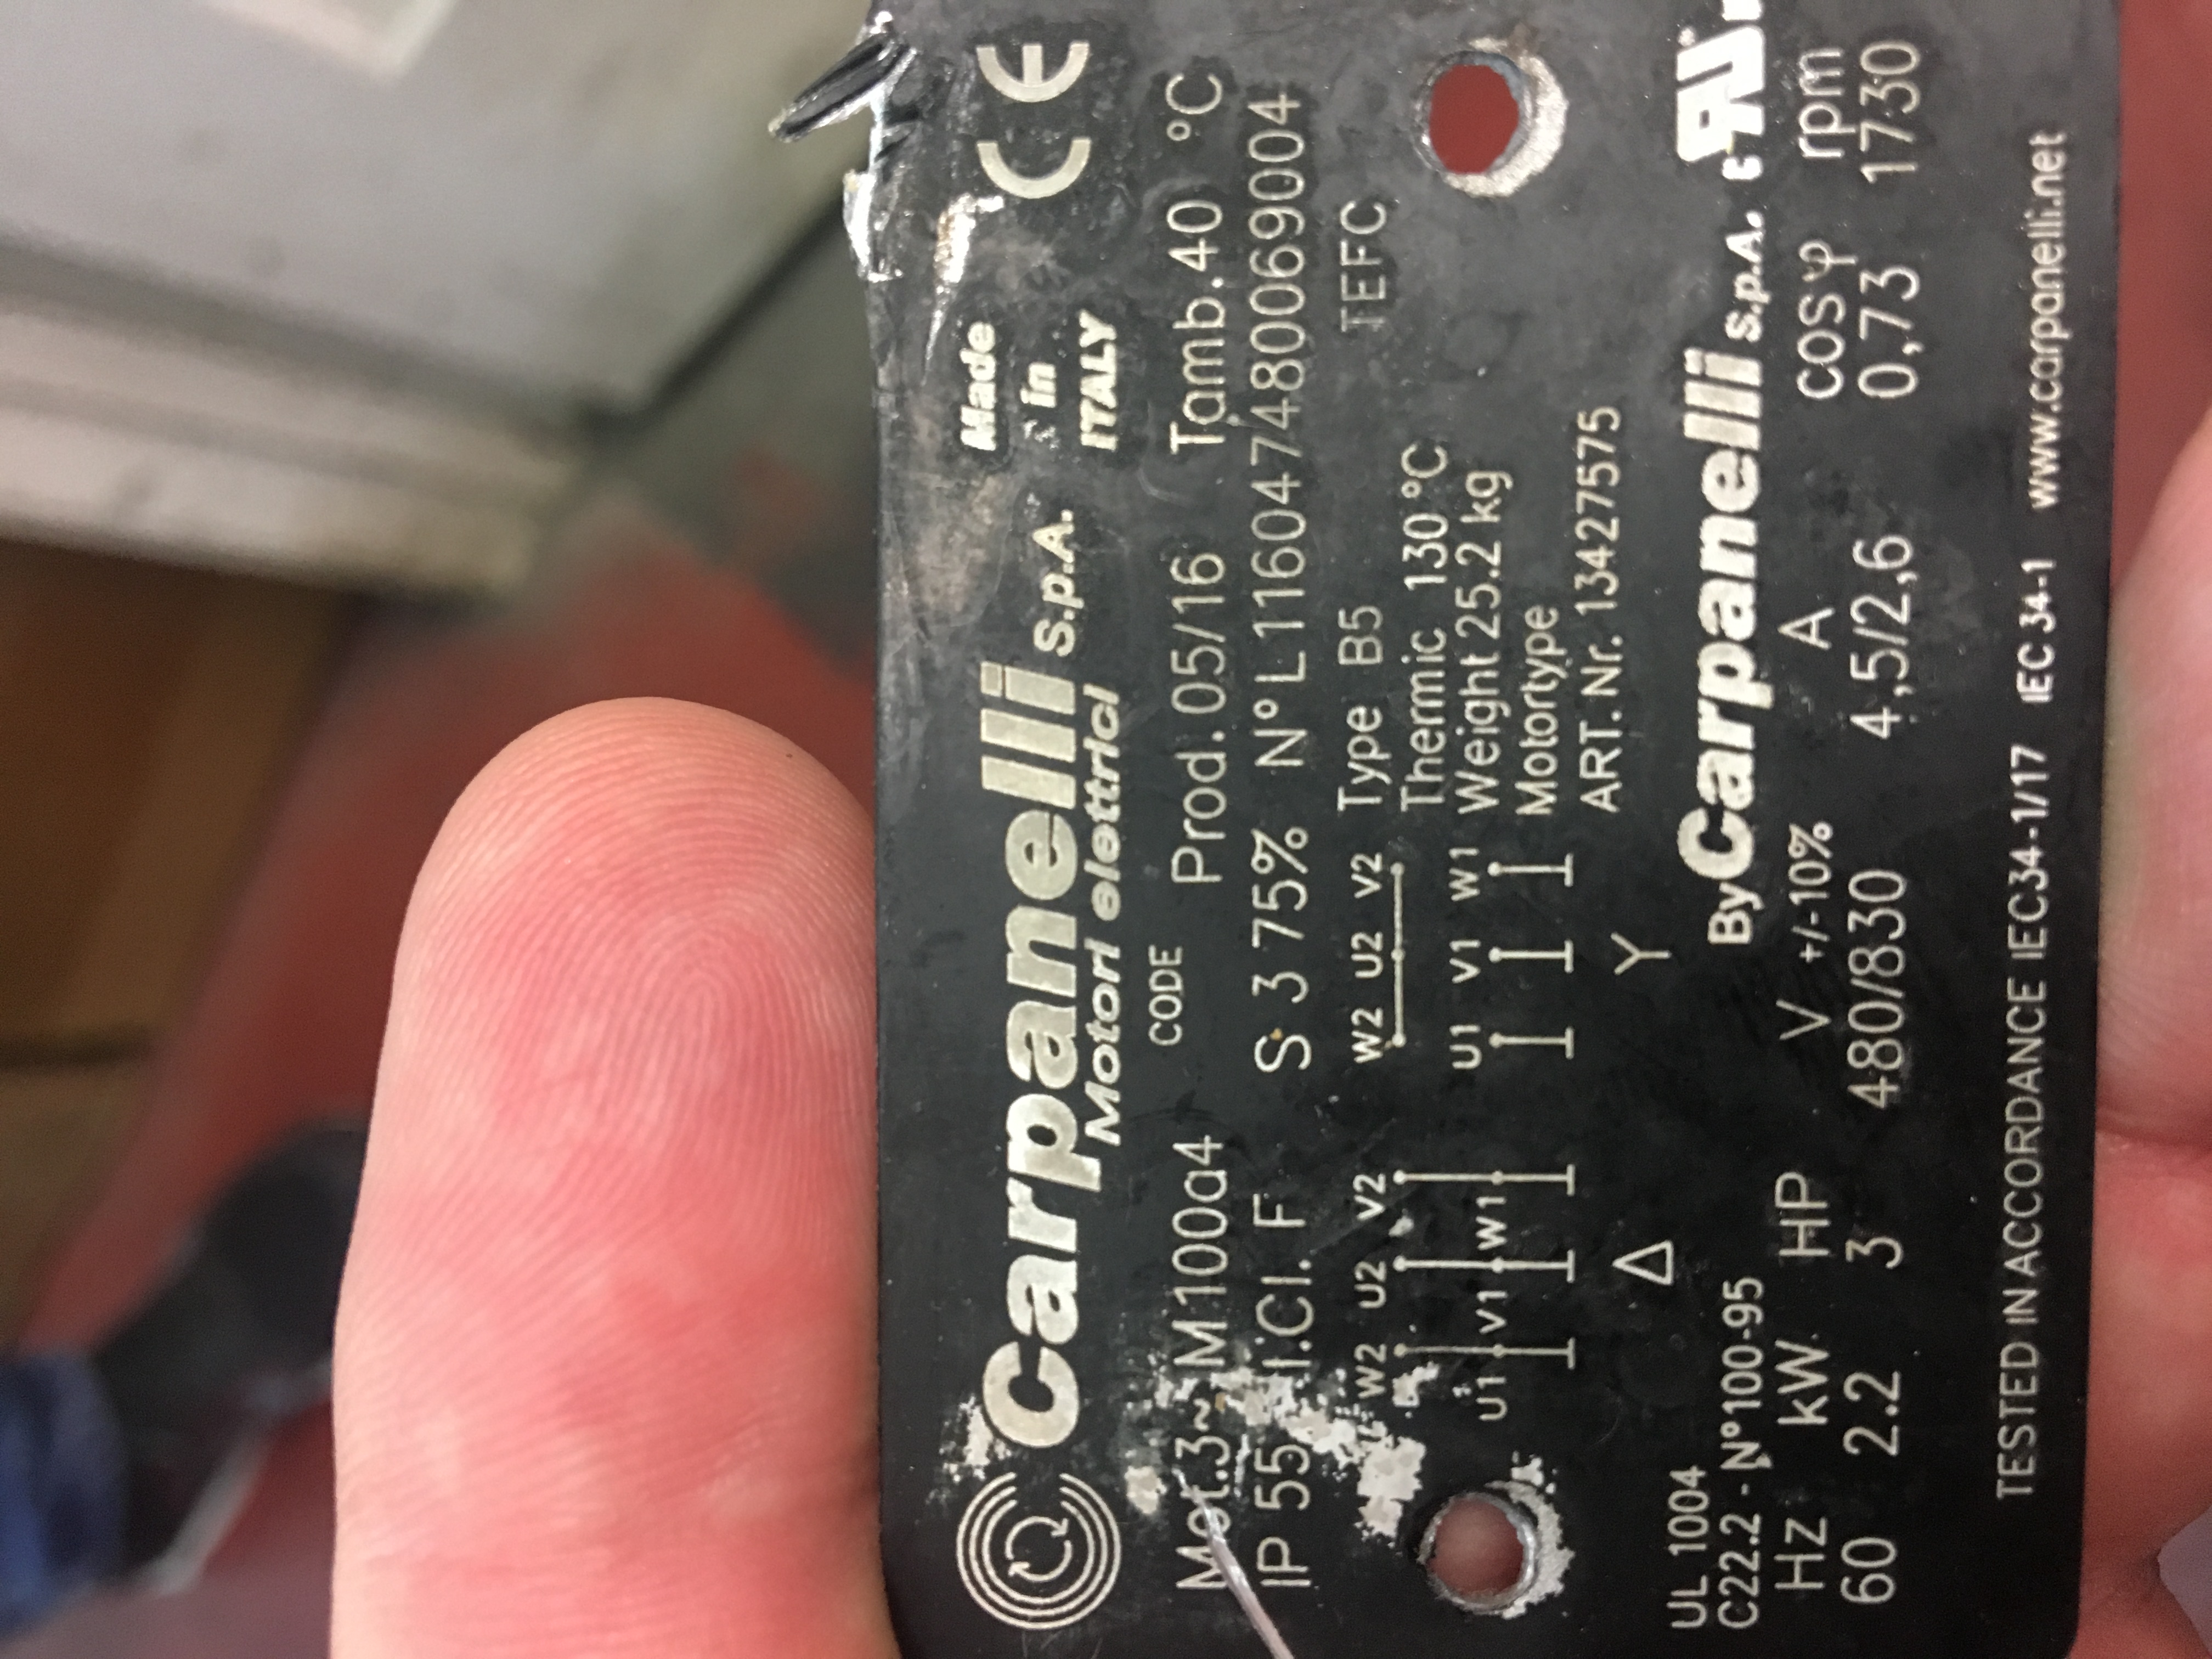 Carpanelli S.p.A.
Motori elettrici
Made
in
ITALY
CE
Mot.3~ M100a4 CODE Prod. 05/16 Tamb.40 °C
IP 55 I.Cl. F S 3 75% N° L1160474800690004
W2 U2 V2 W2 U2 V2 Type B5 TEFC
Thermic 130 °C
U1 V1 W1 U1 V1 W1 Weight 25.2 kg
Motortype
ART. Nr. 13427575
Δ Y
UL 1004
C22.2 - N°100-95 By Carpanelli S.p.A. c RU
Hz kW HP V +/-10% A cosφ rpm
60 2.2 3 480/830 4,5/2,6 0,73 1730
TESTED IN ACCORDANCE IEC34-1/17 IEC 34-1 www.carpanelli.net